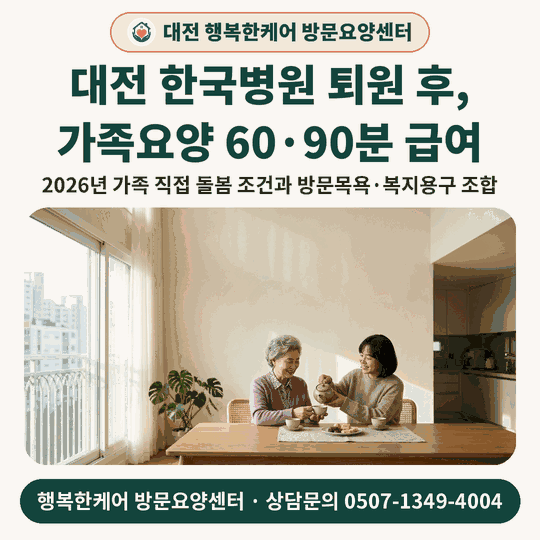 대전 행복한케어 방문요양센터
대전 한국병원 퇴원 후,
가족요양 60·90분 급여
2026년 가족 직접 돌봄 조건과 방문목욕·복지용구 조합
행복한케어 방문요양센터 · 상담문의 0507-1349-4004